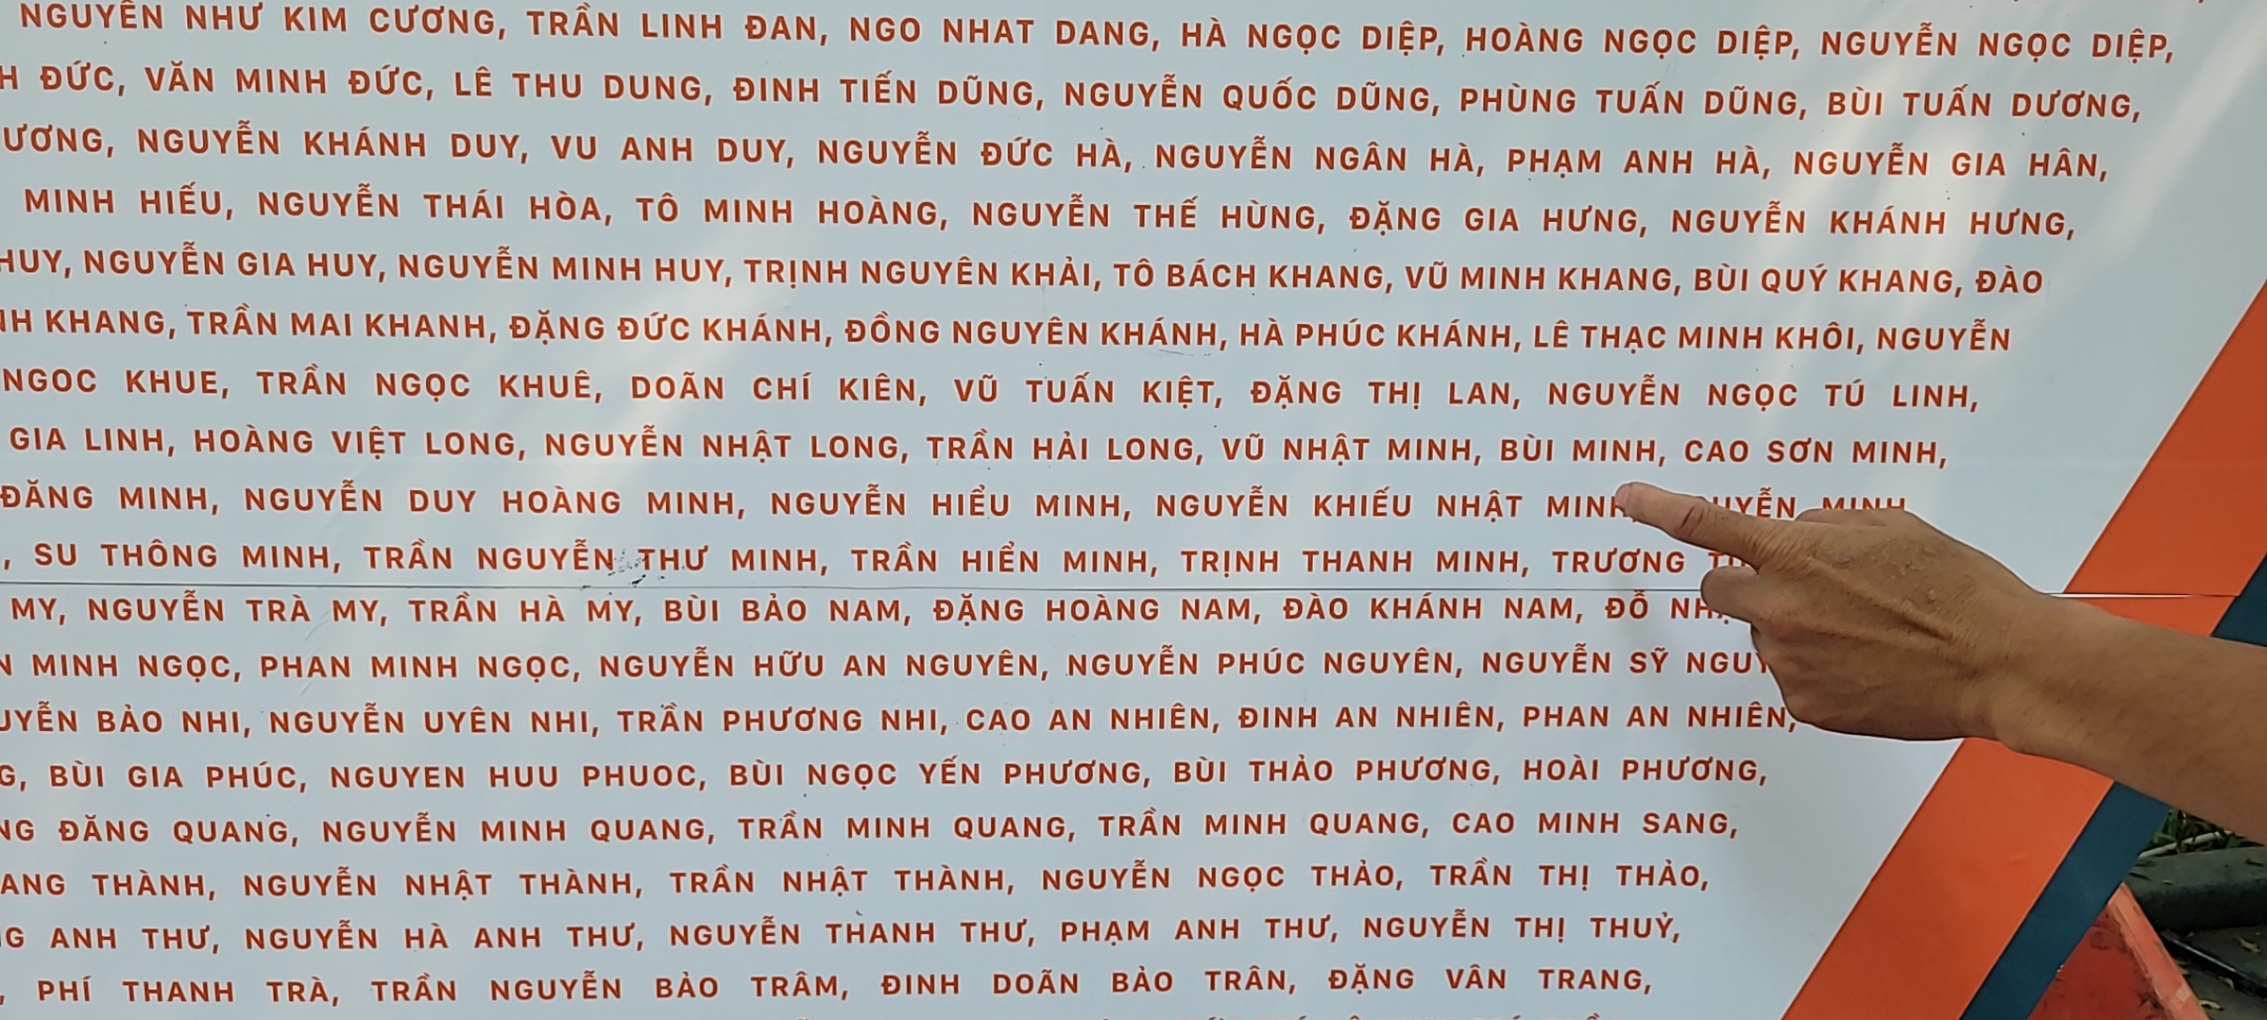 NGUYỄN NHƯ KIM CƯƠNG, TRẦN LINH ĐAN, NGO NHAT DANG, HÀ NGỌC DIỆP, HOÀNG NGỌC DIỆP, NGUYỄN NGỌC DIỆP,
ĐỨC, VĂN MINH ĐỨC, LÊ THU DUNG, ĐINH TIẾN DŨNG, NGUYỄN QUỐC DŨNG, PHÙNG TUẤN DŨNG, BÙI TUẤN DƯƠNG,
ƯƠNG, NGUYỄN KHÁNH DUY, VU ANH DUY, NGUYỄN ĐỨC HÀ, NGUYỄN NGÂN HÀ, PHẠM ANH HÀ, NGUYỄN GIA HÂN,
MINH HIẾU, NGUYỄN THÁI HÒA, TÔ MINH HOÀNG, NGUYỄN THẾ HÙNG, ĐẶNG GIA HƯNG, NGUYỄN KHÁNH HƯNG,
HUY, NGUYỄN GIA HUY, NGUYỄN MINH HUY, TRỊNH NGUYÊN KHẢI, TÔ BÁCH KHANG, VŨ MINH KHANG, BÙI QUÝ KHANG, ĐÀO
KHANG, TRẦN MAI KHANH, ĐẶNG ĐỨC KHÁNH, ĐỒNG NGUYÊN KHÁNH, HÀ PHÚC KHÁNH, LÊ THẠC MINH KHÔI, NGUYỄN
NGOC KHUE, TRẦN NGỌC KHUÊ, DOÃN CHÍ KIÊN, VŨ TUẤN KIỆT, ĐẶNG THỊ LAN, NGUYỄN NGỌC TÚ LINH,
GIA LINH, HOÀNG VIỆT LONG, NGUYỄN NHẬT LONG, TRẦN HẢI LONG, VŨ NHẬT MINH, BÙI MINH, CAO SƠN MINH,
ĐĂNG MINH, NGUYỄN DUY HOÀNG MINH, NGUYỄN HIỂU MINH, NGUYỄN KHIẾU NHẬT MINH, NGUYỄN MINH
, SU THÔNG MINH, TRẦN NGUYỄN THƯ MINH, TRẦN HIỂN MINH, TRỊNH THANH MINH, TRƯƠNG
MY, NGUYỄN TRÀ MY, TRẦN HÀ MY, BÙI BẢO NAM, ĐẶNG HOÀNG NAM, ĐÀO KHÁNH NAM, ĐỖ
MINH NGỌC, PHAN MINH NGỌC, NGUYỄN HỮU AN NGUYÊN, NGUYỄN PHÚC NGUYÊN, NGUYỄN SỸ
UYỄN BẢO NHI, NGUYỄN UYÊN NHI, TRẦN PHƯƠNG NHI, CAO AN NHIÊN, ĐINH AN NHIÊN, PHAN AN NHIÊN,
G, BÙI GIA PHÚC, NGUYEN HUU PHUOC, BÙI NGỌC YẾN PHƯƠNG, BÙI THẢO PHƯƠNG, HOÀI PHƯƠNG,
NG ĐĂNG QUANG, NGUYỄN MINH QUANG, TRẦN MINH QUANG, TRẦN MINH QUANG, CAO MINH SANG,
ANG THÀNH, NGUYỄN NHẬT THÀNH, TRẦN NHẬT THÀNH, NGUYỄN NGỌC THẢO, TRẦN THỊ THẢO,
G ANH THƯ, NGUYỄN HÀ ANH THƯ, NGUYỄN THANH THƯ, PHẠM ANH THƯ, NGUYỄN THỊ THUỶ,
, PHÍ THANH TRÀ, TRẦN NGUYỄN BẢO TRÂM, ĐINH DOÃN BẢO TRÂN, ĐẶNG VÂN TRANG,